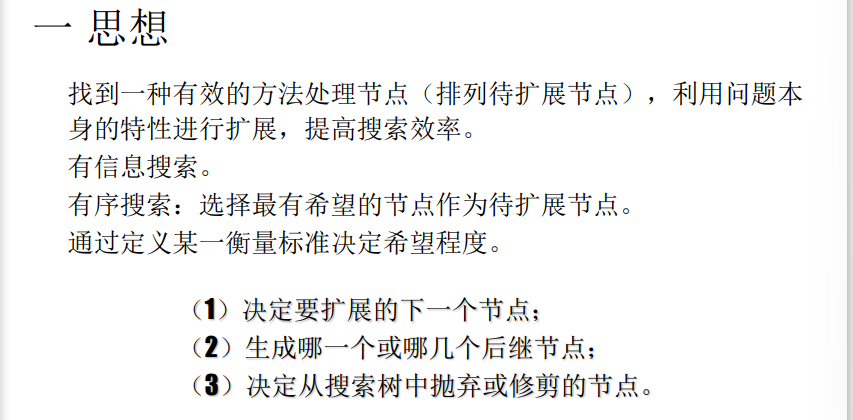 一 思想
找到一种有效的方法处理节点（排列待扩展节点），利用问题本
身的特性进行扩展，提高搜索效率。
有信息搜索。
有序搜索：选择最有希望的节点作为待扩展节点。
通过定义某一衡量标准决定希望程度。
（1）决定要扩展的下一个节点；
（2）生成哪一个或哪几个后继节点；
（3）决定从搜索树中抛弃或修剪的节点。